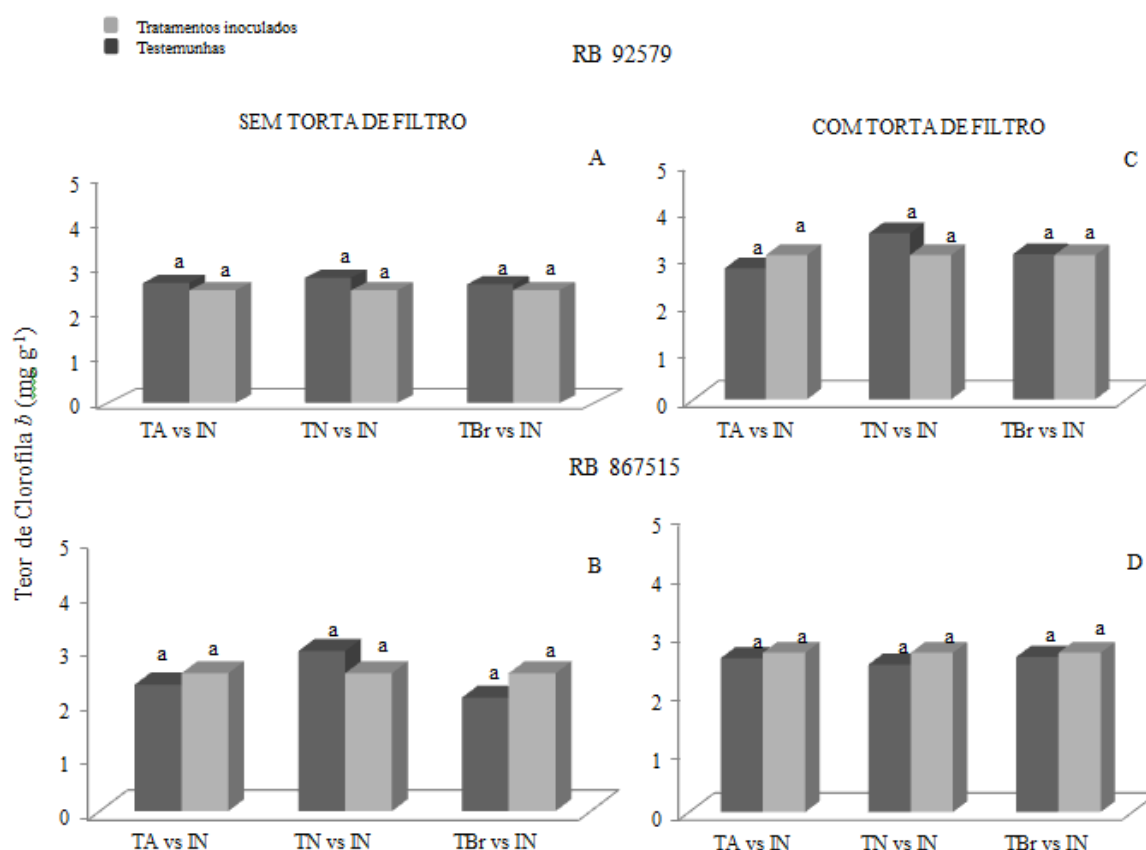 Tratamentos inoculados
Testemunhas
RB 92579
SEM TORTA DE FILTRO
COM TORTA DE FILTRO
A
C
Teor de Clorofila b (mg g-1)
5
4
3
2
1
0
a a a a a a
TA vs IN TN vs IN TBr vs IN
5
4
3
2
1
0
a a a a a a
TA vs IN TN vs IN TBr vs IN
RB 867515
B
D
5
4
3
2
1
0
a a a a a a
TA vs IN TN vs IN TBr vs IN
5
4
3
2
1
0
a a a a a a
TA vs IN TN vs IN TBr vs IN